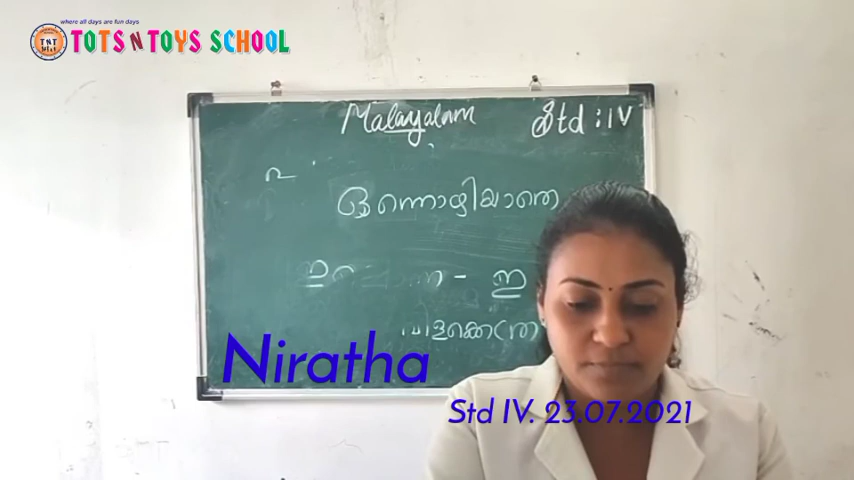 where all days are fun days
TNT
TOTS N TOYS SCHOOL
Malayalam Std : IV
ഒന്നൊഴിയാതെ
- ഇ
Niratha
Std IV. 23.07.2021